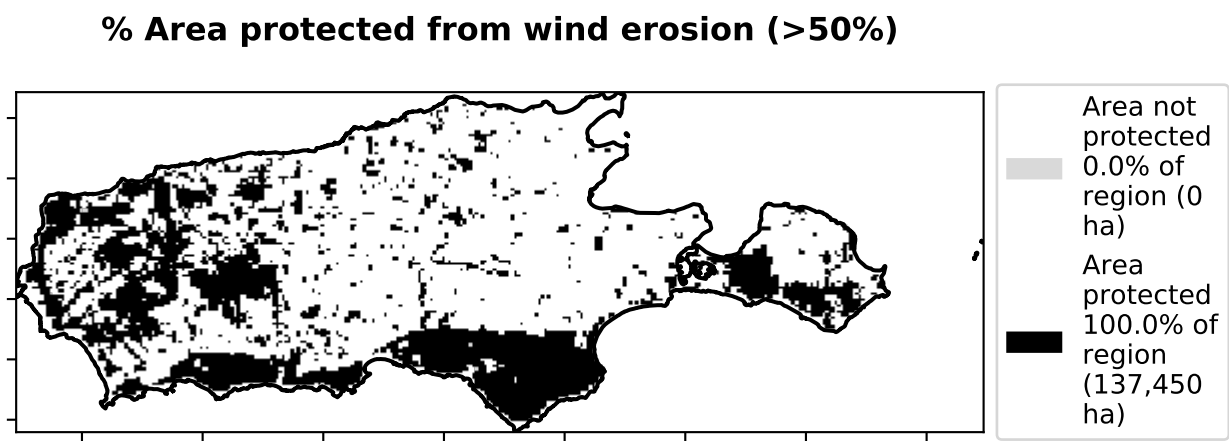 % Area protected from wind erosion (>50%)
Area not
protected
0.0% of
region (0
ha)
Area
protected
100.0% of
region
(137,450
ha)